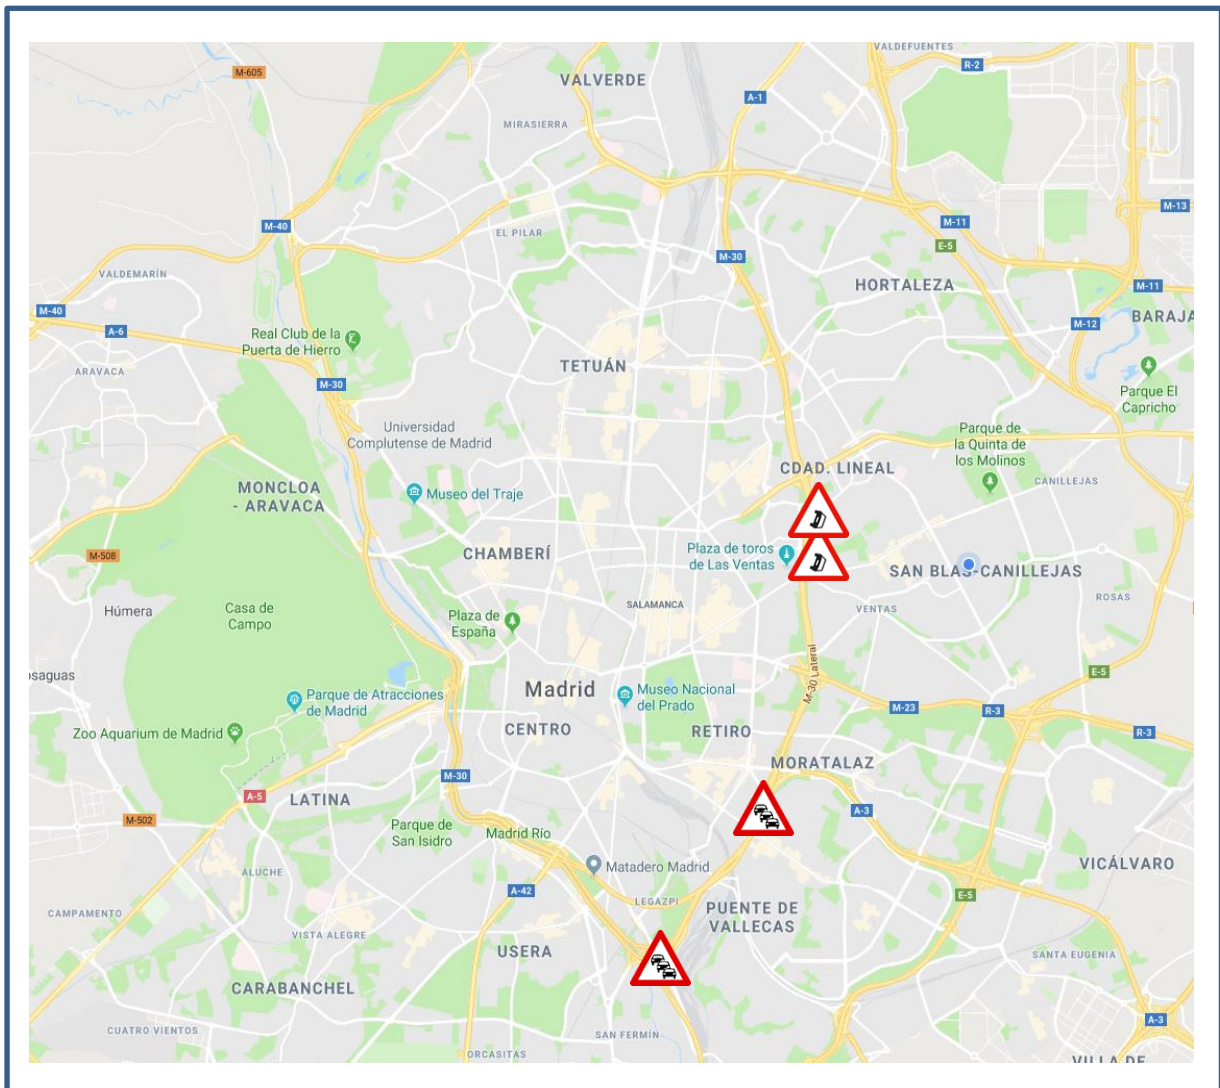 VALDEFUENTES
M-605
R-2
VALVERDE
A-1
MIRASIERRA
M-13
M-40
M-11
EL PILAR
E-5
M-30
VALDEMARÍN
HORTALEZA
M-11
M-40
BARAJA
A-6
M-12
Real Club de la
Puerta de Hierro
TETUÁN
ARAVACA
M-30
Parque El
Capricho
Universidad
Complutense de Madrid
Parque de
la Quinta de
los Molinos
CDAD. LINEAL
CANILLEJAS
MONCLOA
- ARAVACA
Museo del Traje
M-508
CHAMBERÍ
Plaza de toros
de Las Ventas
SAN BLAS-CANILLEJAS
ROSAS
Húmera
Casa de
Campo
Plaza de
España
SALAMANCA
VENTAS
osaguas
M-30 Lateral
E-5
Parque de Atracciones
de Madrid
Madrid
Museo Nacional
del Prado
M-23
R-3
Zoo Aquarium de Madrid
CENTRO
RETIRO
R-3
MORATALAZ
M-30
A-5
LATINA
A-3
M-502
Parque de
San Isidro
Madrid Río
VICÁLVARO
Matadero Madrid
ALUCHE
A-42
E-5
LEGAZPI
CAMPAMENTO
PUENTE DE
VALLECAS
VISTA ALEGRE
USERA
SANTA EUGENIA
CARABANCHEL
A-3
CUATRO VIENTOS
SAN FERMÍN
ORCASITAS
VILLA DE